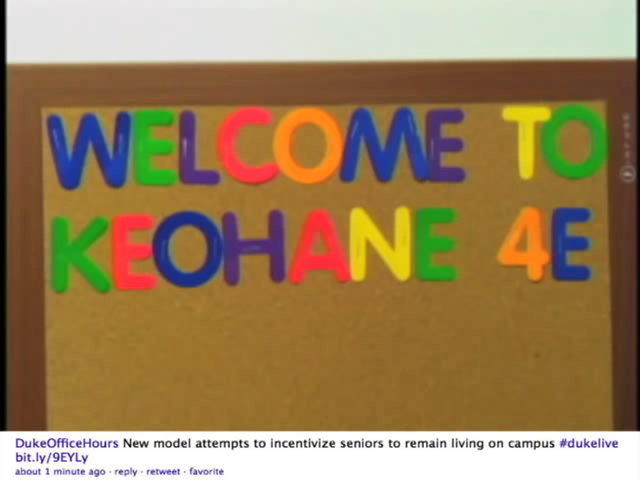 WELCOME TO
KEOHANE 4E
DukeOfficeHours New model attempts to incentivize seniors to remain living on campus #dukelive
bit.ly/9EYLy
about 1 minute ago · reply · retweet · favorite